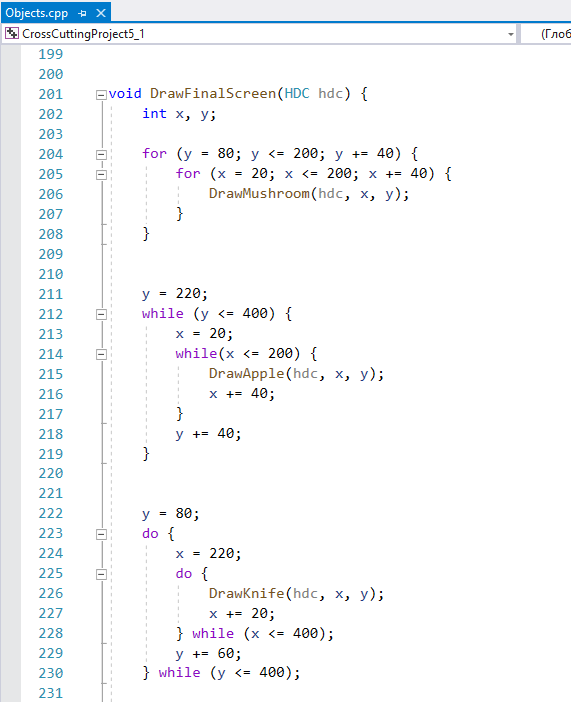 Objects.cpp
CrossCuttingProject5_1 (Глоб
199
200
201 void DrawFinalScreen(HDC hdc) {
202 int x, y;
203
204 for (y = 80; y <= 200; y += 40) {
205 for (x = 20; x <= 200; x += 40) {
206 DrawMushroom(hdc, x, y);
207 }
208 }
209
210
211 y = 220;
212 while (y <= 400) {
213 x = 20;
214 while(x <= 200) {
215 DrawApple(hdc, x, y);
216 x += 40;
217 }
218 y += 40;
219 }
220
221
222 y = 80;
223 do {
224 x = 220;
225 do {
226 DrawKnife(hdc, x, y);
227 x += 20;
228 } while (x <= 400);
229 y += 60;
230 } while (y <= 400);
231